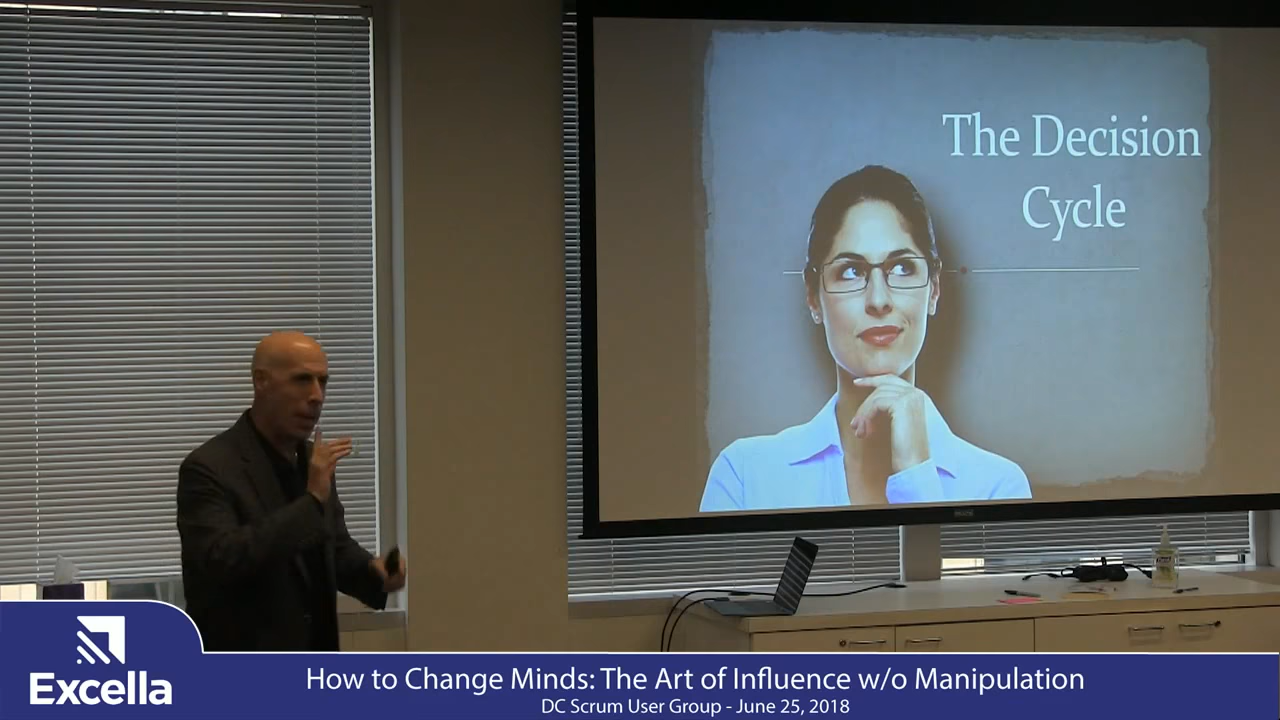 The Decision
Cycle
Excella
How to Change Minds: The Art of Influence w/o Manipulation
DC Scrum User Group - June 25, 2018